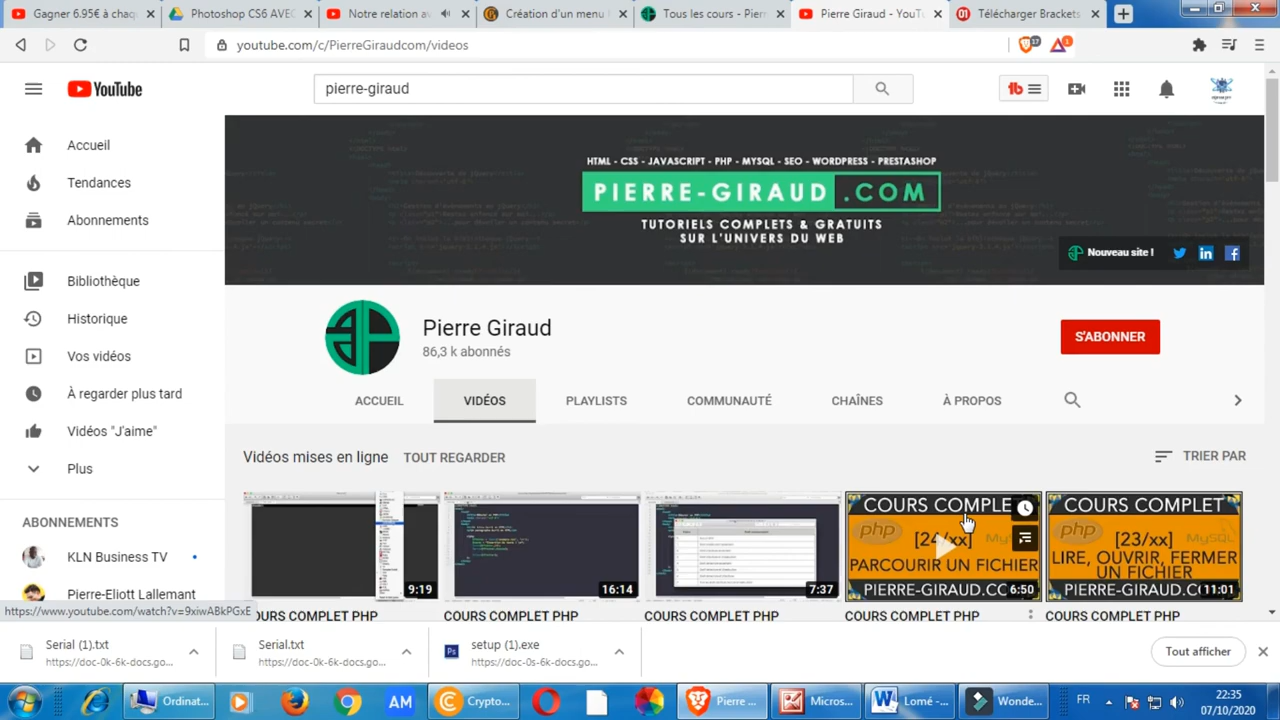 Gagner 6.95€ à chaq
Photoshop CS6 AVEC
Notre relation av
Création d'un menu
Tous les cours - Pierr
Pierre Giraud - YouTu
Télécharger Brackets
youtube.com/c/PierreGiraudcom/videos
17
1
YouTube
pierre-giraud
Accueil
Tendances
Abonnements
Bibliothèque
Historique
Vos vidéos
À regarder plus tard
Vidéos "J'aime"
Plus
ABONNEMENTS
KLN Business TV
Pierre-Eliott Lallemant
HTML - CSS - JAVASCRIPT - PHP - MYSQL - SEO - WORDPRESS - PRESTASHOP
PIERRE-GIRAUD .COM
TUTORIELS COMPLETS & GRATUITS
SUR L'UNIVERS DU WEB
Nouveau site !
Pierre Giraud
86,3 k abonnés
S'ABONNER
ACCUEIL
VIDÉOS
PLAYLISTS
COMMUNAUTÉ
CHAÎNES
À PROPOS
Vidéos mises en ligne
TOUT REGARDER
TRIER PAR
9:19
16:14
7:37
COURS COMPLE
php
[24/xx]
PARCOURIR UN FICHIER
PIERRE-GIRAUD.C
6:50
COURS COMPLET
php
[23/xx]
MySQL
LIRE, OUVRIR, FERMER
UN FICHIER
PIERRE-GIRAUD.COM
11:01
https://www.youtube.com/watch?v=9xiwABkPGxE
OURS COMPLET PHP
COURS COMPLET PHP
COURS COMPLET PHP
COURS COMPLET PHP
COURS COMPLET PHP
Serial (1).txt
https://doc-0k-6k-docs.go...
Serial.txt
https://doc-0k-6k-docs.go...
setup (1).exe
https://doc-0s-6k-docs.go...
Tout afficher
Ordinat...
AM
Crypto...
Pierre ...
Micros...
Lomé -...
Wonde...
FR
22:35
07/10/2020